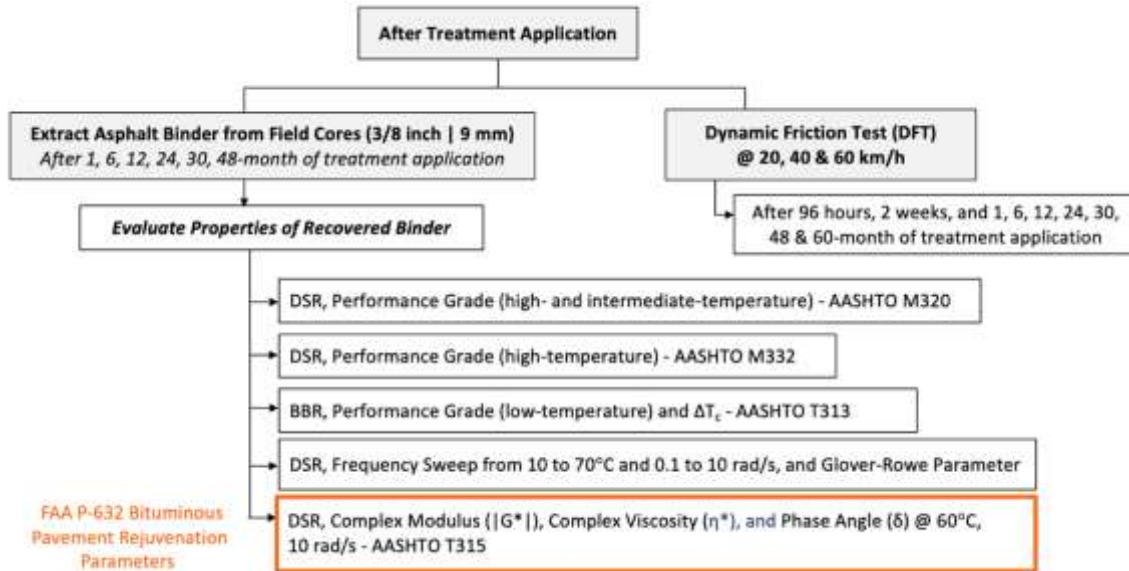 After Treatment Application
Extract Asphalt Binder from Field Cores (3/8 inch | 9 mm)
After 1, 6, 12, 24, 30, 48-month of treatment application
Dynamic Friction Test (DFT)
@ 20, 40 & 60 km/h
Evaluate Properties of Recovered Binder
After 96 hours, 2 weeks, and 1, 6, 12, 24, 30,
48 & 60-month of treatment application
DSR, Performance Grade (high- and intermediate-temperature) - AASHTO M320
DSR, Performance Grade (high-temperature) - AASHTO M332
BBR, Performance Grade (low-temperature) and ΔTc - AASHTO T313
DSR, Frequency Sweep from 10 to 70°C and 0.1 to 10 rad/s, and Glover-Rowe Parameter
FAA P-632 Bituminous
Pavement Rejuvenation
Parameters
DSR, Complex Modulus (|G*|), Complex Viscosity (η*), and Phase Angle (δ) @ 60°C,
10 rad/s - AASHTO T315